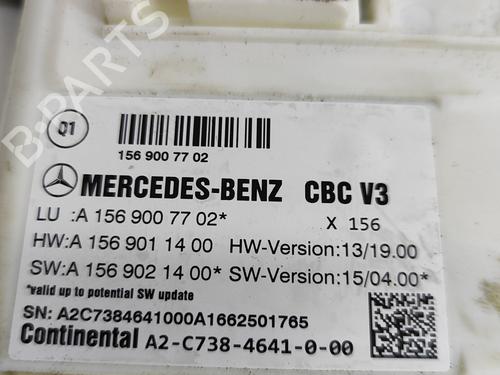 B-PARTS
Q1
156 900 77 02
MERCEDES-BENZ CBC V3
LU :A 156 900 77 02* X 156
HW:A 156 901 14 00 HW-Version:13/19.00
SW:A 156 902 14 00* SW-Version:15/04.00*
*valid up to potential SW update
SN: A2C7384641000A1662501765
Continental A2-C738-4641-0-00